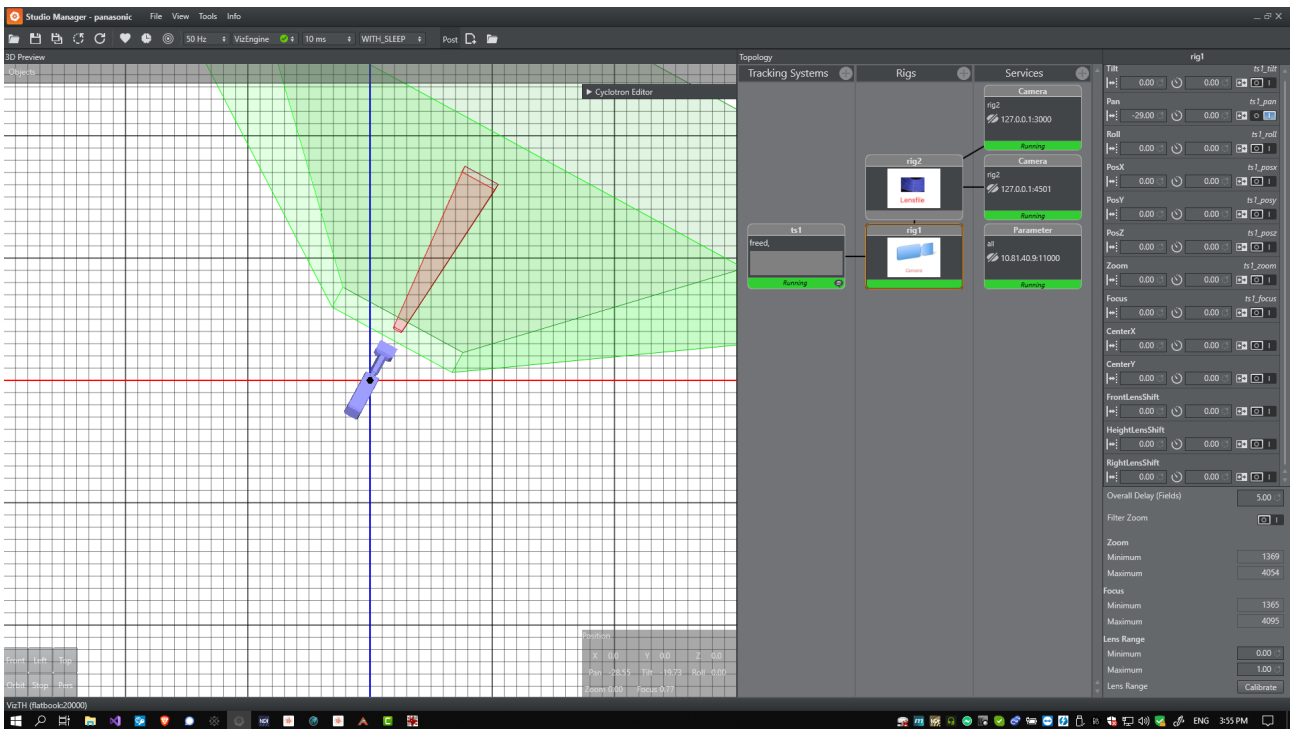 Studio Manager - panasonic File View Tools Info
50 Hz VizEngine 10 ms WITH_SLEEP Post
3D Preview
Objects
Cyclotron Editor
Position
X 0.0 Y 0.0 Z 0.0
Pan -28.55 Tilt -19.73 Roll 0.00
Zoom 0.00 Focus 0.77
Front Left Top
Orbit Stop Pers
Topology
Tracking Systems Rigs Services
Camera
rig2
127.0.0.1:3000
Running
rig2
Lensfile
Camera
rig2
127.0.0.1:4501
Running
ts1
freed,
Running
rig1
Camera
Parameter
all
10.81.40.9:11000
Running
rig1
Tilt ts1_tilt
0.00 0.00
Pan ts1_pan
-29.00 0.00
Roll ts1_roll
0.00 0.00
PosX ts1_posx
0.00 0.00
PosY ts1_posy
0.00 0.00
PosZ ts1_posz
0.00 0.00
Zoom ts1_zoom
0.00 0.00
Focus ts1_focus
0.00 0.00
CenterX
0.00 0.00
CenterY
0.00 0.00
FrontLensShift
0.00 0.00
HeightLensShift
0.00 0.00
RightLensShift
0.00 0.00
Overall Delay (Fields) 5.00
Filter Zoom
Zoom
Minimum 1369
Maximum 4054
Focus
Minimum 1365
Maximum 4095
Lens Range
Minimum 0.00
Maximum 1.00
Lens Range Calibrate
VizTH (flatbook:20000)
NDI
ENG 3:55 PM